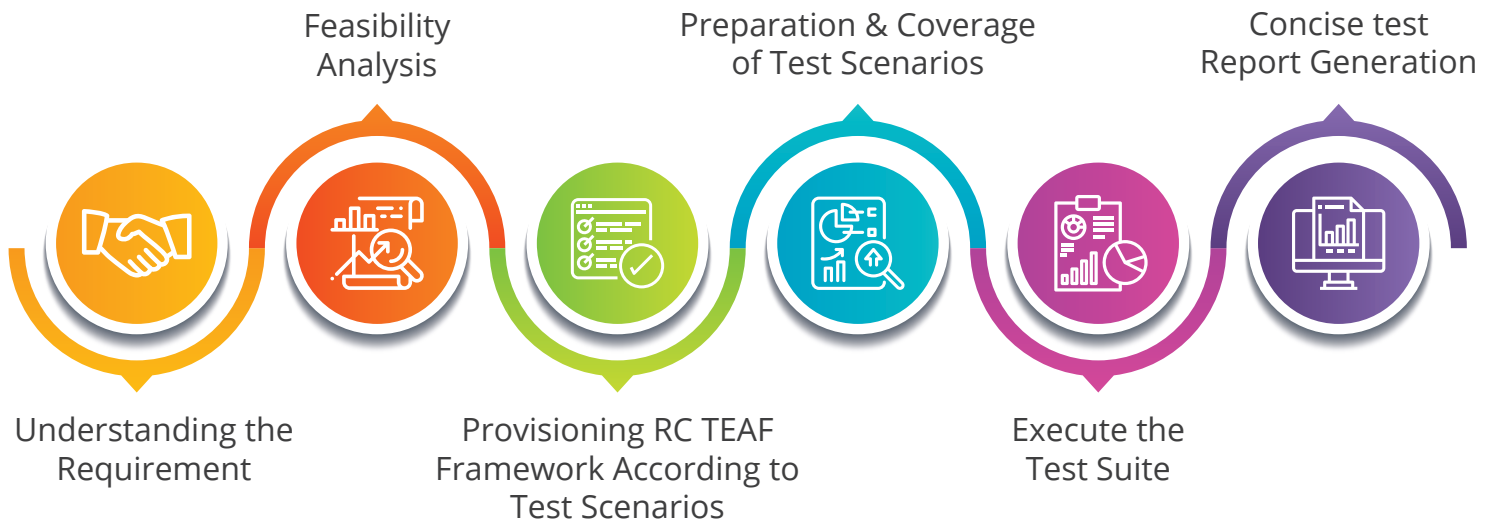 Feasibility
Analysis
Preparation & Coverage
of Test Scenarios
Concise test
Report Generation
Understanding the
Requirement
Provisioning RC TEAF
Framework According to
Test Scenarios
Execute the
Test Suite